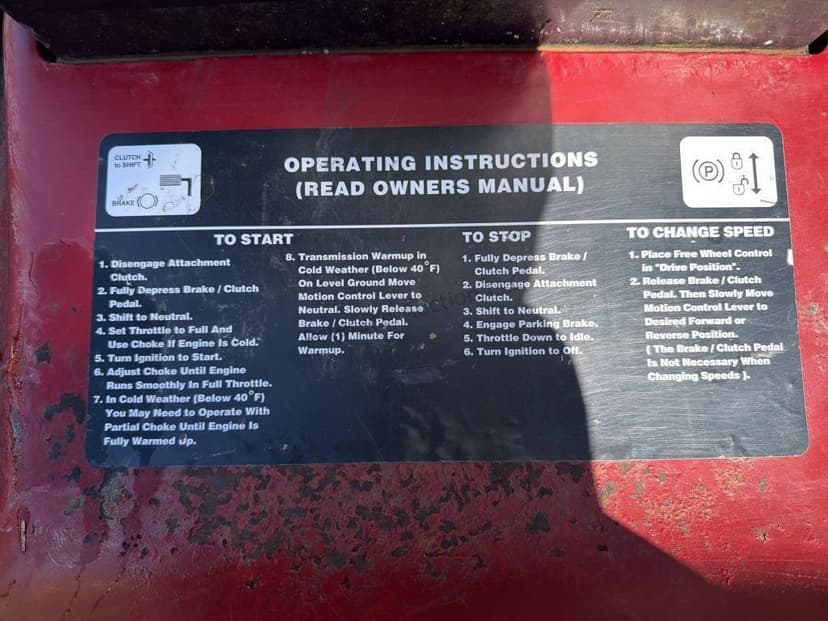 CLUTCH
to SHIFT
BRAKE
OPERATING INSTRUCTIONS
(READ OWNERS MANUAL)
P
TO START
1. Disengage Attachment
Clutch.
2. Fully Depress Brake / Clutch
Pedal.
3. Shift to Neutral.
4. Set Throttle to Full And
Use Choke If Engine Is Cold.
5. Turn Ignition to Start.
6. Adjust Choke Until Engine
Runs Smoothly In Full Throttle.
7. In Cold Weather (Below 40°F)
You May Need to Operate With
Partial Choke Until Engine Is
Fully Warmed Up.
8. Transmission Warmup in
Cold Weather (Below 40°F)
On Level Ground Move
Motion Control Lever to
Neutral. Slowly Release
Brake / Clutch Pedal.
Allow (1) Minute For
Warmup.
TO STOP
1. Fully Depress Brake /
Clutch Pedal.
2. Disengage Attachment
Clutch.
3. Shift to Neutral.
4. Engage Parking Brake.
5. Throttle Down to Idle.
6. Turn Ignition to Off.
TO CHANGE SPEED
1. Place Free Wheel Control
in "Drive Position".
2. Release Brake / Clutch
Pedal. Then Slowly Move
Motion Control Lever to
Desired Forward or
Reverse Position.
( The Brake / Clutch Pedal
Is Not Necessary When
Changing Speeds ).